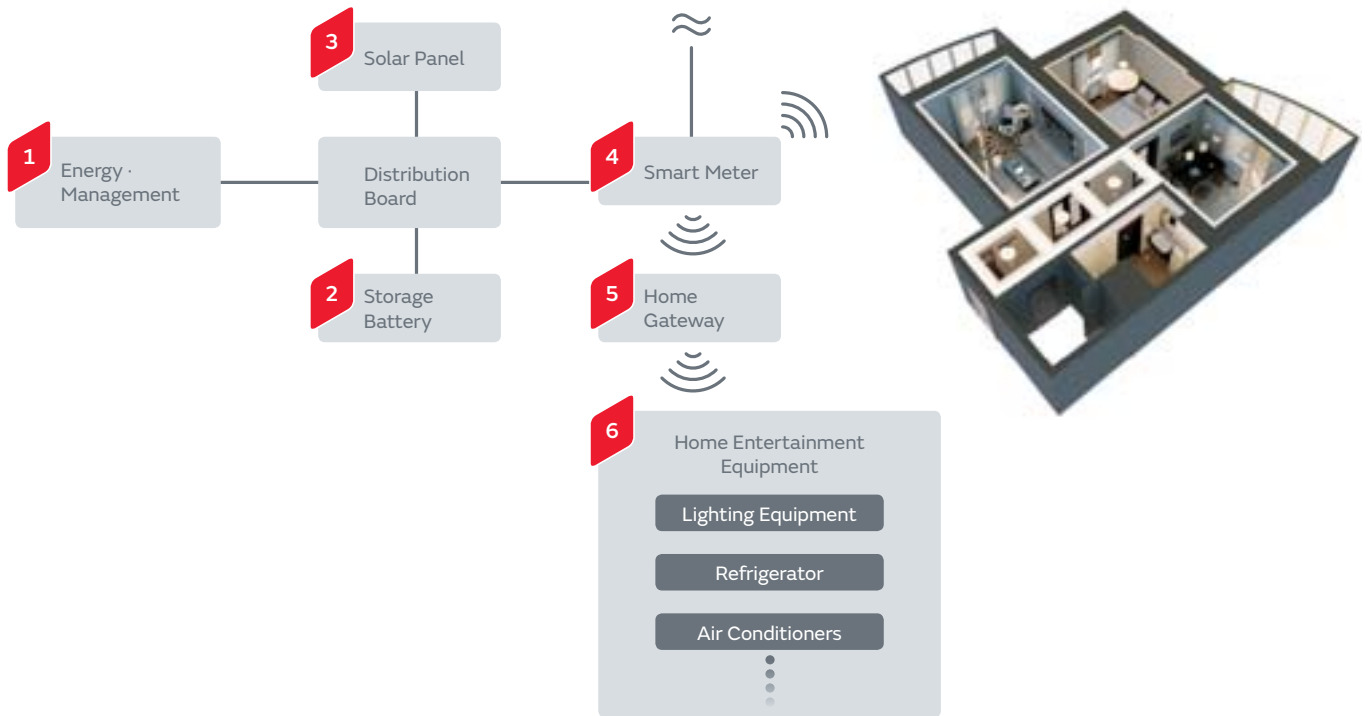 3
Solar Panel
1
Energy ·
Management
Distribution
Board
4
Smart Meter
2
Storage
Battery
5
Home
Gateway
6
Home Entertainment
Equipment
Lighting Equipment
Refrigerator
Air Conditioners